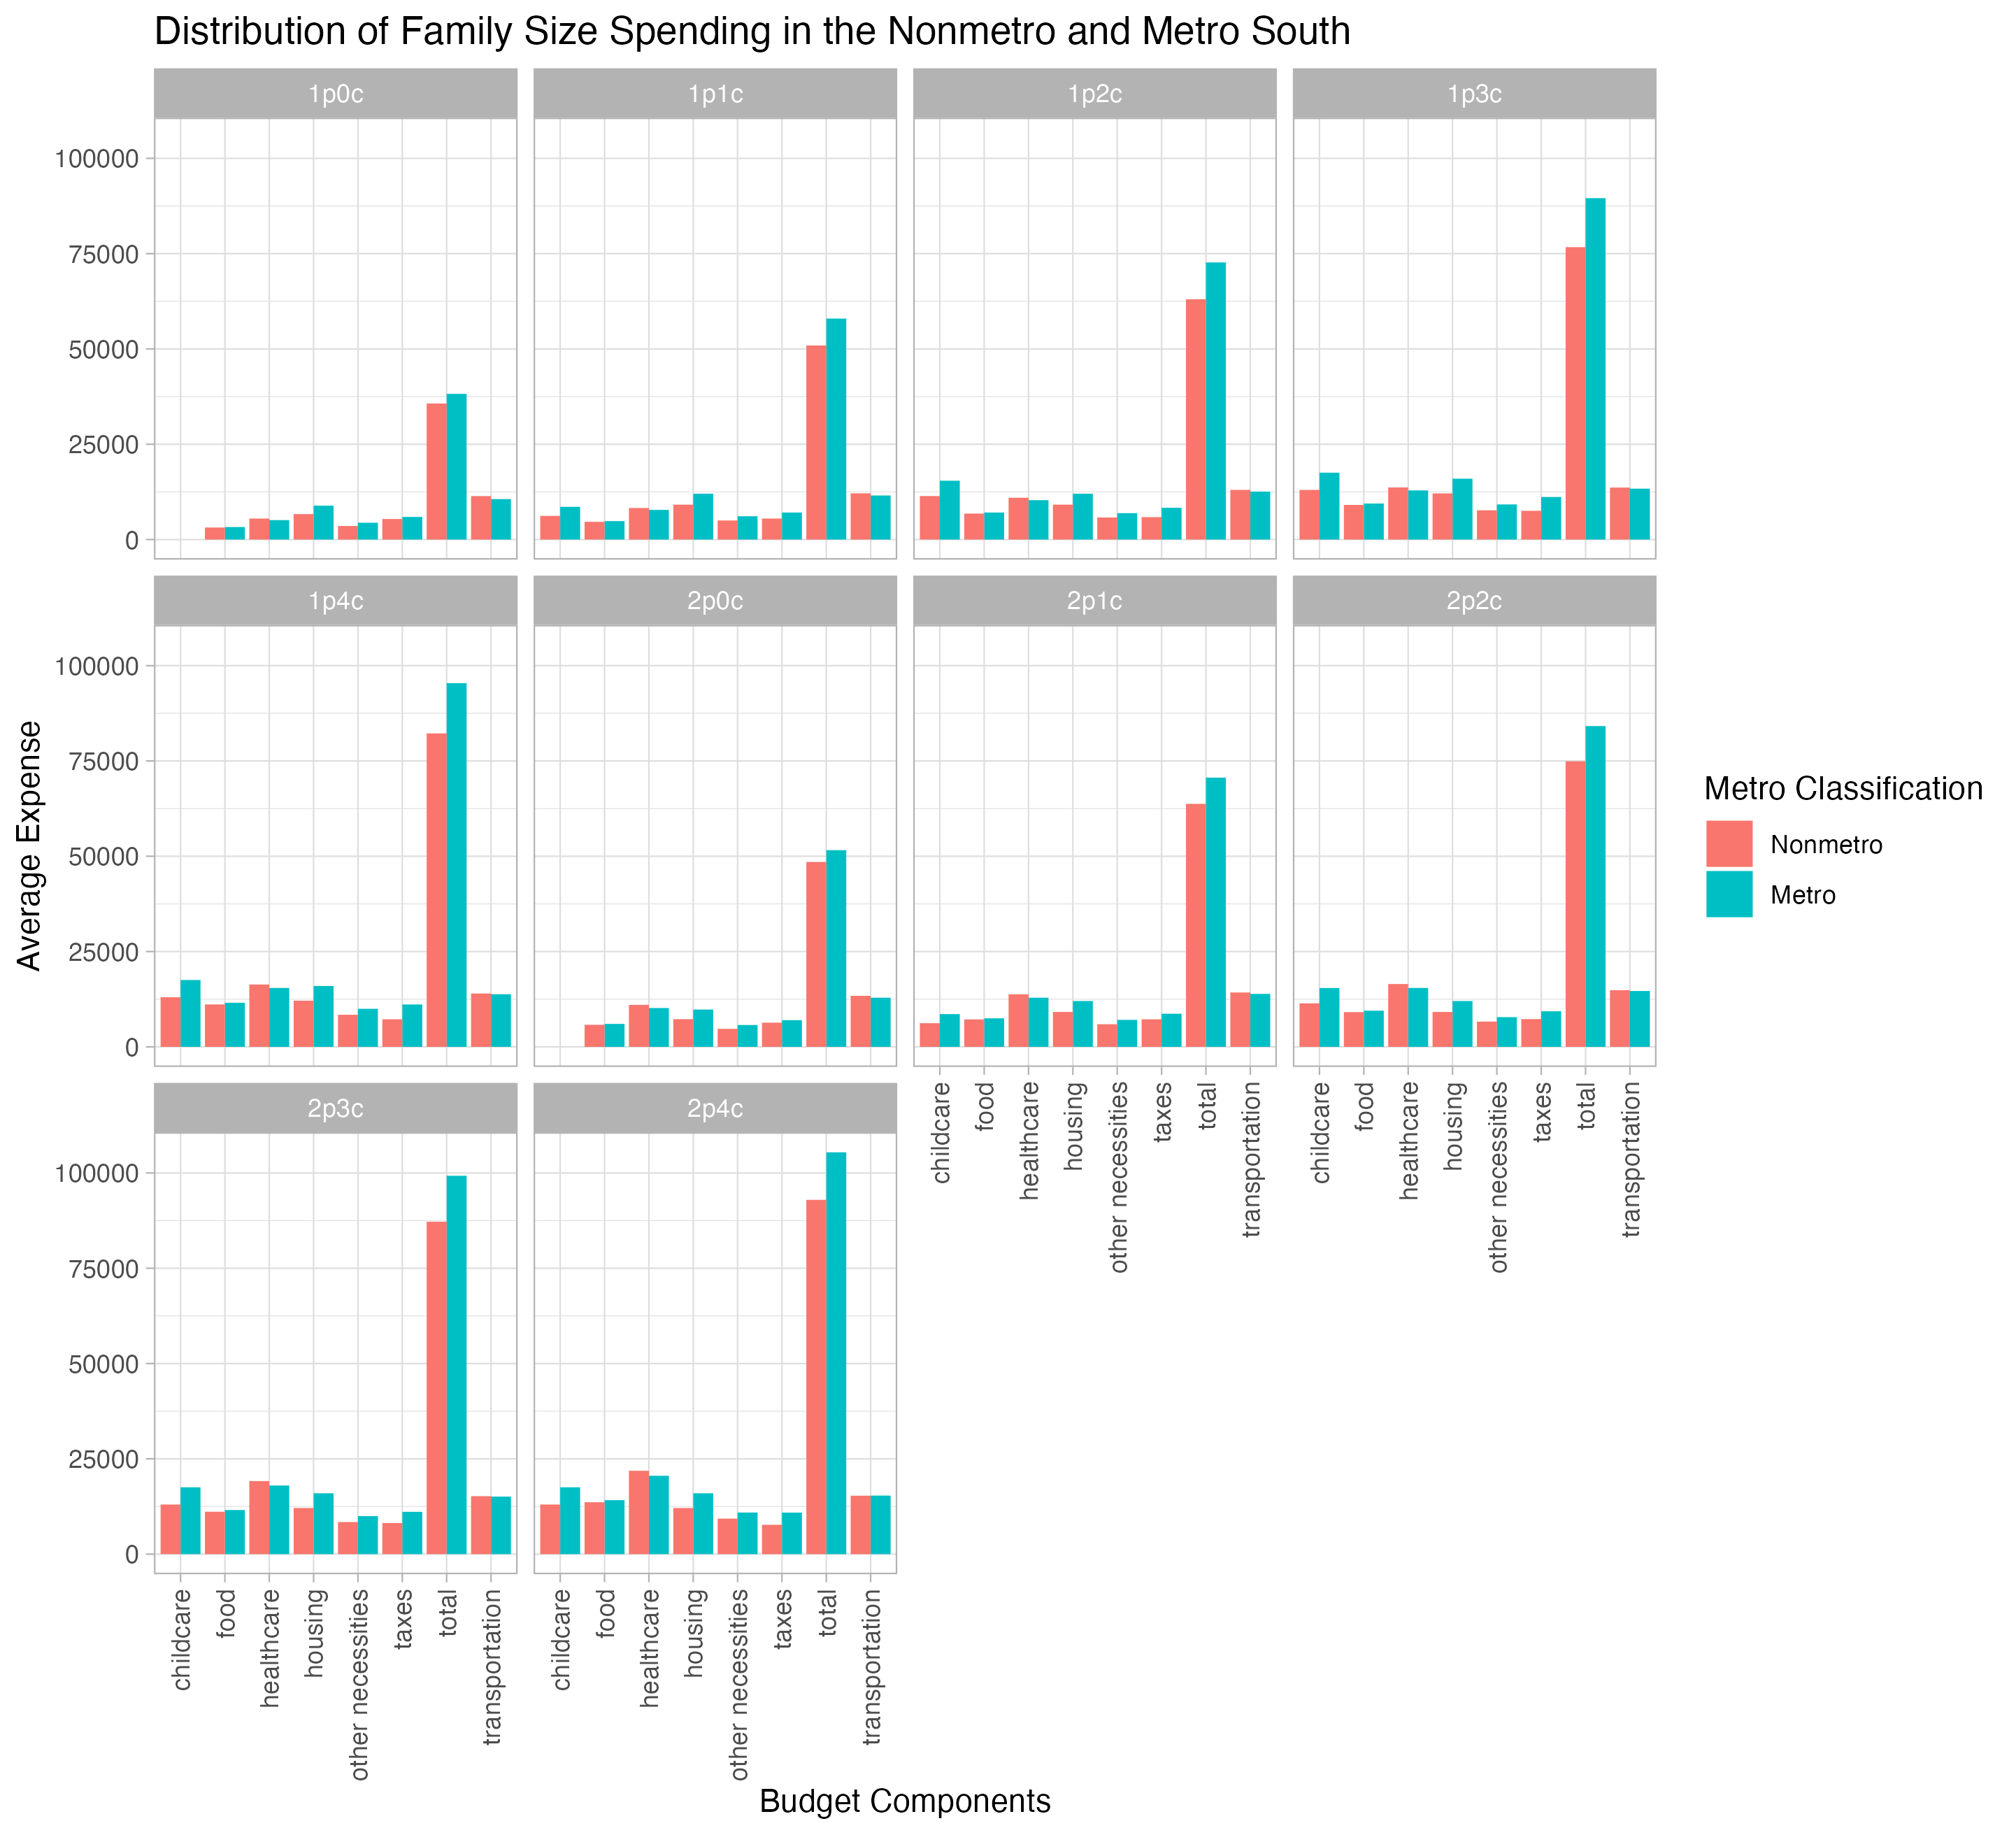 Distribution of Family Size Spending in the Nonmetro and Metro South
1p0c
1p1c
1p2c
1p3c
100000
75000
50000
25000
0
1p4c
2p0c
2p1c
2p2c
100000
75000
50000
25000
0
childcare
food
healthcare
housing
other necessities
taxes
total
transportation
childcare
food
healthcare
housing
other necessities
taxes
total
transportation
2p3c
2p4c
100000
75000
50000
25000
0
childcare
food
healthcare
housing
other necessities
taxes
total
transportation
childcare
food
healthcare
housing
other necessities
taxes
total
transportation
Average Expense
Budget Components
Metro Classification
Nonmetro
Metro